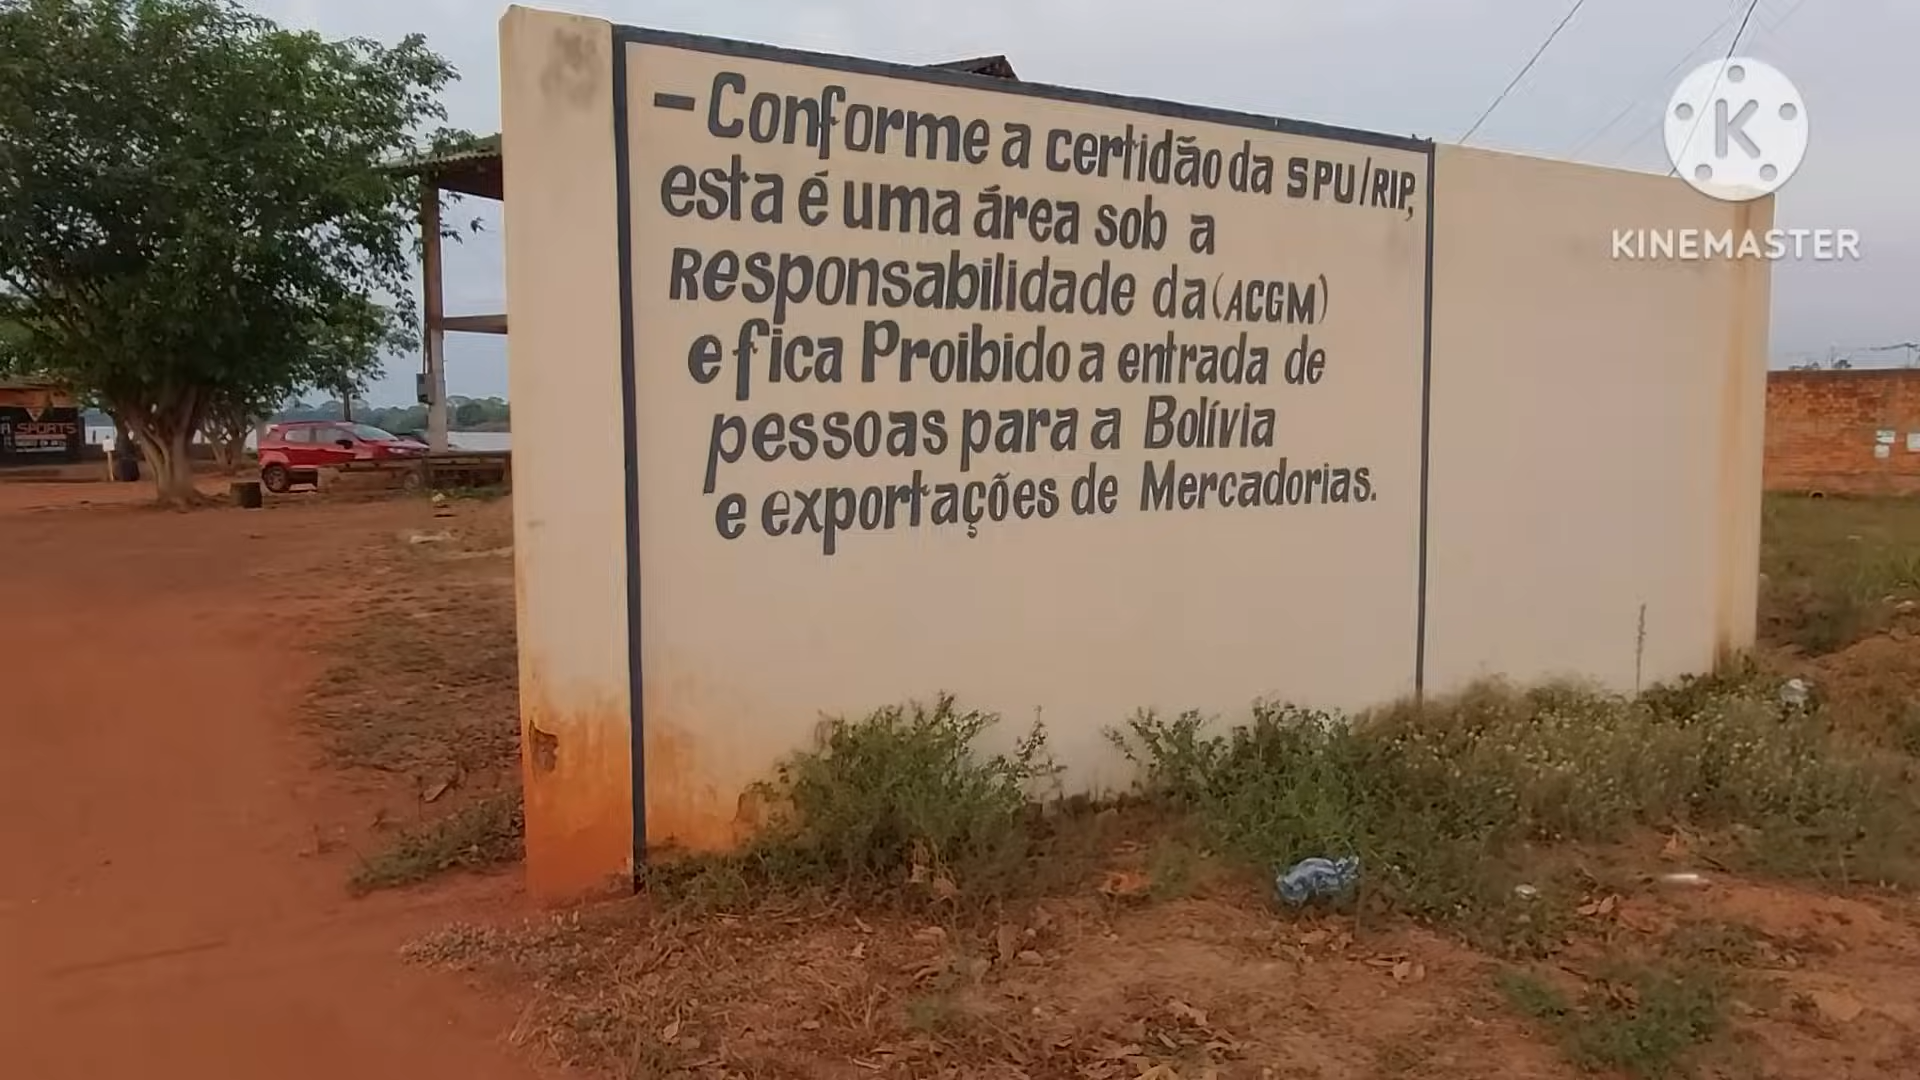 - Conforme a certidão da SPU/RIP,
esta é uma área sob a
Responsabilidade da (ACGM)
e fica Proibido a entrada de
pessoas para a Bolívia
e exportações de Mercadorias.
K
KINEMASTER
SPORTS